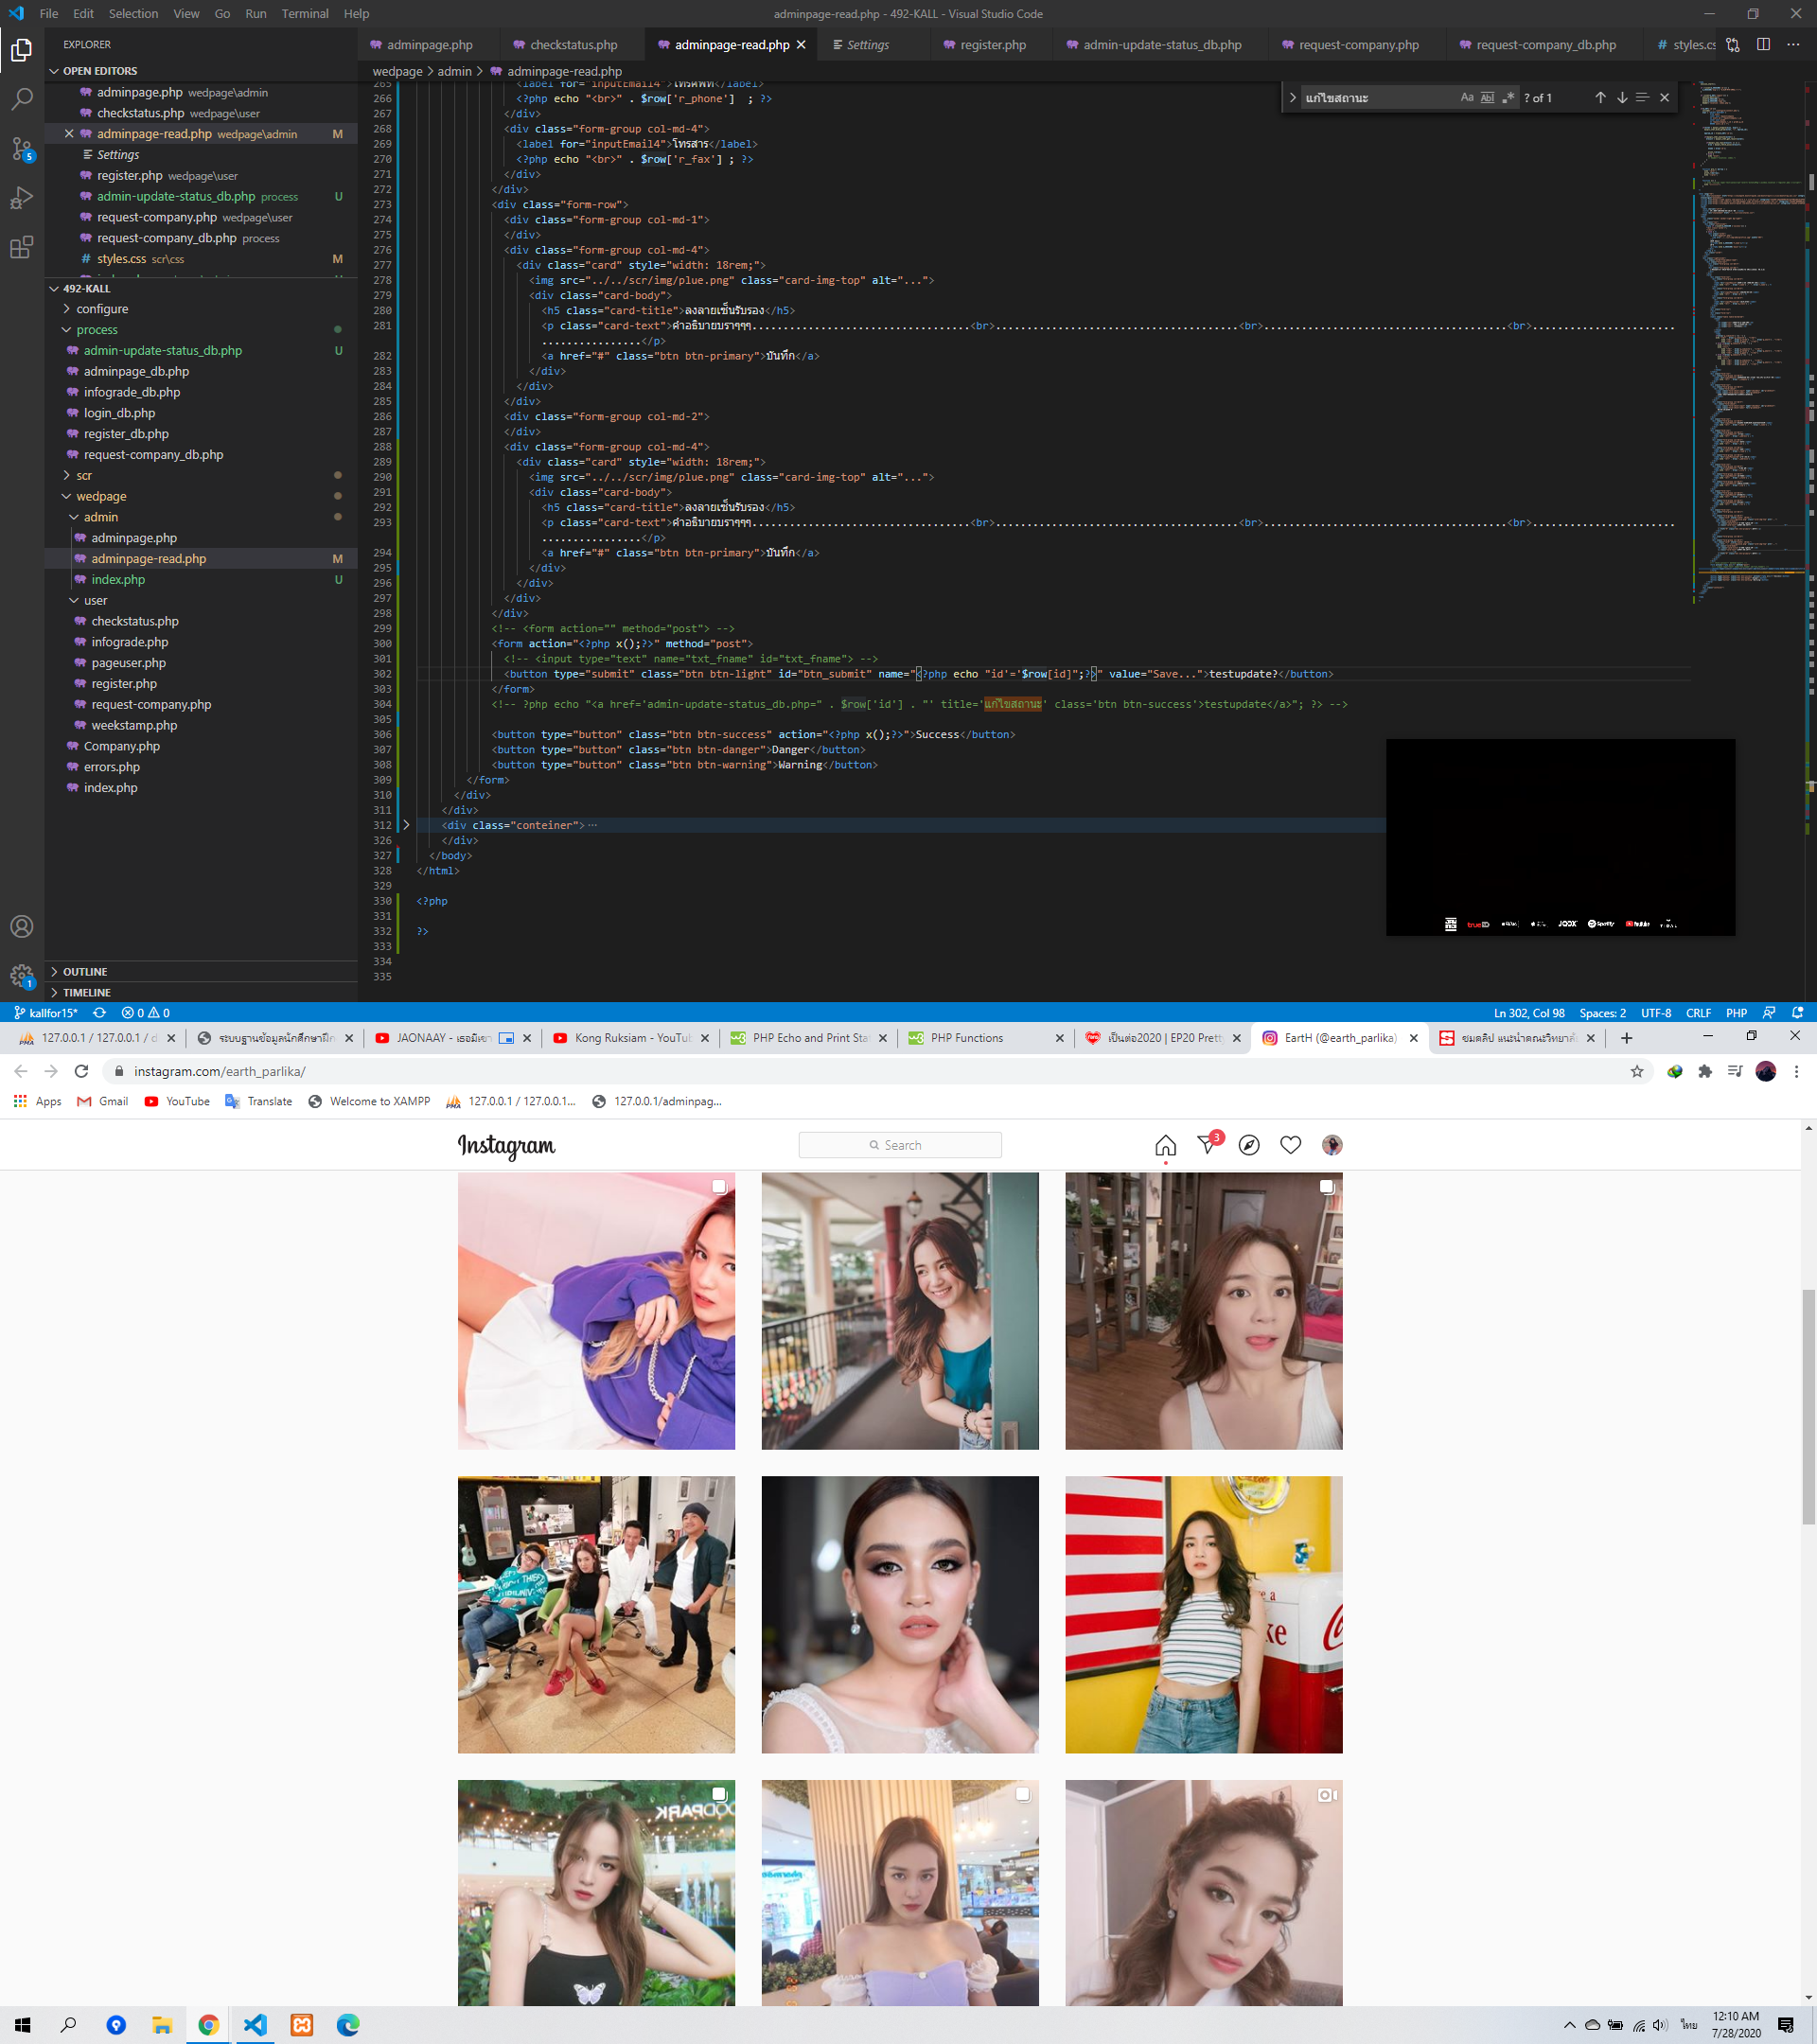 File Edit Selection View Go Run Terminal Help
adminpage-read.php - 492-KALL - Visual Studio Code
EXPLORER
adminpage.php
checkstatus.php
adminpage-read.php
Settings
register.php
admin-update-status_db.php
request-company.php
request-company_db.php
styles.cs
OPEN EDITORS
adminpage.php wedpage\admin
checkstatus.php wedpage\user
adminpage-read.php wedpage\admin M
Settings
register.php wedpage\user
admin-update-status_db.php process U
request-company.php wedpage\user
request-company_db.php process
styles.css scr\css M
492-KALL
configure
process
admin-update-status_db.php U
adminpage_db.php
infograde_db.php
login_db.php
register_db.php
request-company_db.php
scr
wedpage
admin
adminpage.php
adminpage-read.php M
index.php U
user
checkstatus.php
infograde.php
pageuser.php
register.php
request-company.php
weekstamp.php
Company.php
errors.php
index.php
OUTLINE
TIMELINE
wedpage > admin > adminpage-read.php
แก้ไขสถานะ
Aa Abl .* ? of 1
265 <label for="inputEmail4">โทรศัพท์</label>
266 <?php echo "<br>" . $row['r_phone']  ; ?>
267 </div>
268 <div class="form-group col-md-4">
269 <label for="inputEmail4">โทรสาร</label>
270 <?php echo "<br>" . $row['r_fax'] ; ?>
271 </div>
272 </div>
273 <div class="form-row">
274 <div class="form-group col-md-1">
275 </div>
276 <div class="form-group col-md-4">
277 <div class="card" style="width: 18rem;">
278 <img src="../../scr/img/plue.png" class="card-img-top" alt="...">
279 <div class="card-body">
280 <h5 class="card-title">ลงลายเซ็นรับรอง</h5>
281 <p class="card-text">คำอธิบายบราๆๆๆ...................................<br>.......................................<br>.......................................<br>.......................
................</p>
282 <a href="#" class="btn btn-primary">บันทึก</a>
283 </div>
284 </div>
285 </div>
286 <div class="form-group col-md-2">
287 </div>
288 <div class="form-group col-md-4">
289 <div class="card" style="width: 18rem;">
290 <img src="../../scr/img/plue.png" class="card-img-top" alt="...">
291 <div class="card-body">
292 <h5 class="card-title">ลงลายเซ็นรับรอง</h5>
293 <p class="card-text">คำอธิบายบราๆๆๆ...................................<br>.......................................<br>.......................................<br>.......................
................</p>
294 <a href="#" class="btn btn-primary">บันทึก</a>
295 </div>
296 </div>
297 </div>
298 </div>
299 <!-- <form action="" method="post"> -->
300 <form action="<?php x();?>" method="post">
301 <!-- <input type="text" name="txt_fname" id="txt_fname"> -->
302 <button type="submit" class="btn btn-light" id="btn_submit" name="<?php echo "id'='$row[id]";?>" value="Save...">testupdate?</button>
303 </form>
304 <!-- ?php echo "<a href='admin-update-status_db.php=" . $row['id'] . "' title='แก้ไขสถานะ' class='btn btn-success'>testupdate</a>"; ?> -->
305
306 <button type="button" class="btn btn-success" action="<?php x();?>">Success</button>
307 <button type="button" class="btn btn-danger">Danger</button>
308 <button type="button" class="btn btn-warning">Warning</button>
309 </form>
310 </div>
311 </div>
312 <div class="conteiner">…
326 </div>
327 </body>
328 </html>
329
330 <?php
331
332 ?>
333
334
335
true ID JOOX Spotify YouTube
kallfor15* 0 0
Ln 302, Col 98 Spaces: 2 UTF-8 CRLF PHP
127.0.0.1 / 127.0.0.1 / d
ระบบฐานข้อมูลนักศึกษาฝึก
JAONAAY - เธอมีเขา
Kong Ruksiam - YouTu
PHP Echo and Print Sta
PHP Functions
เป็นต่อ2020 | EP20 Pretty
EartH (@earth_parlika)
ชมคลิป แนะนำคณะวิทยาลั
instagram.com/earth_parlika/
Apps Gmail YouTube Translate Welcome to XAMPP 127.0.0.1 / 127.0.0.1... 127.0.0.1/adminpag...
Instagram
Search
3
ไทย
12:10 AM
7/28/2020